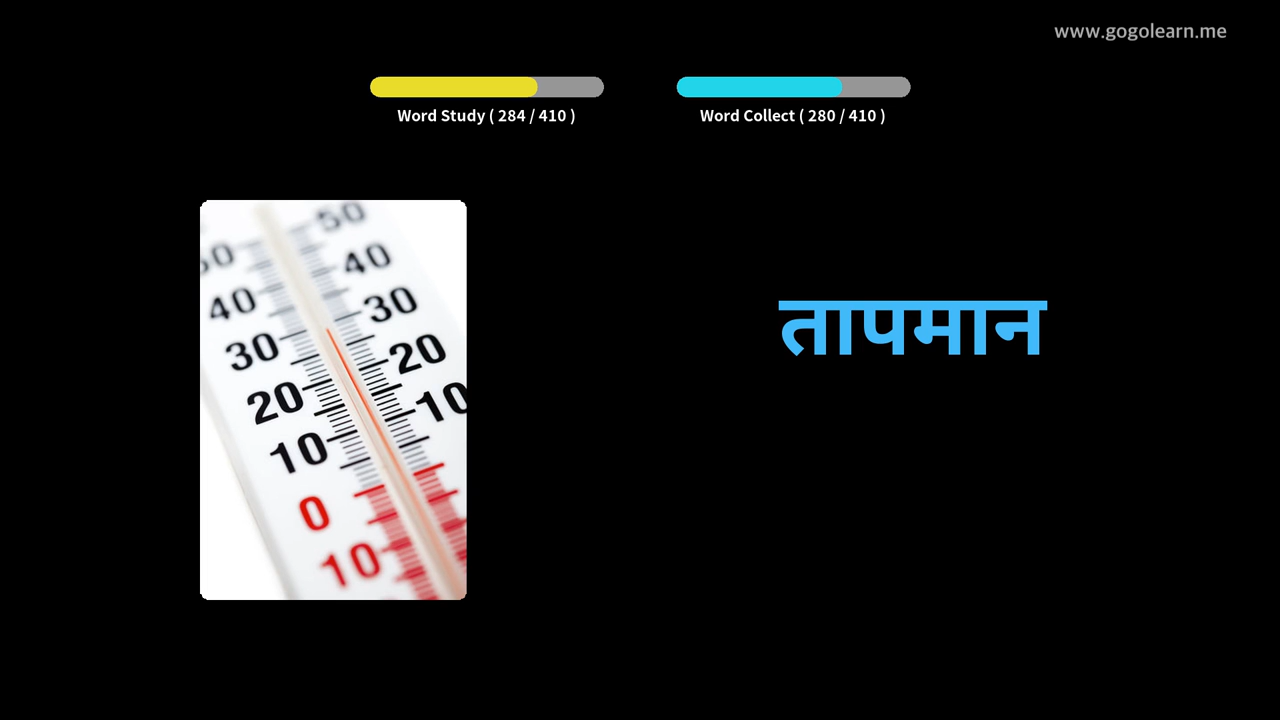 www.gogolearn.me
Word Study ( 284 / 410 )
Word Collect ( 280 / 410 )
तापमान
50
50 40
40 30
30 20
20 10
10
0
10